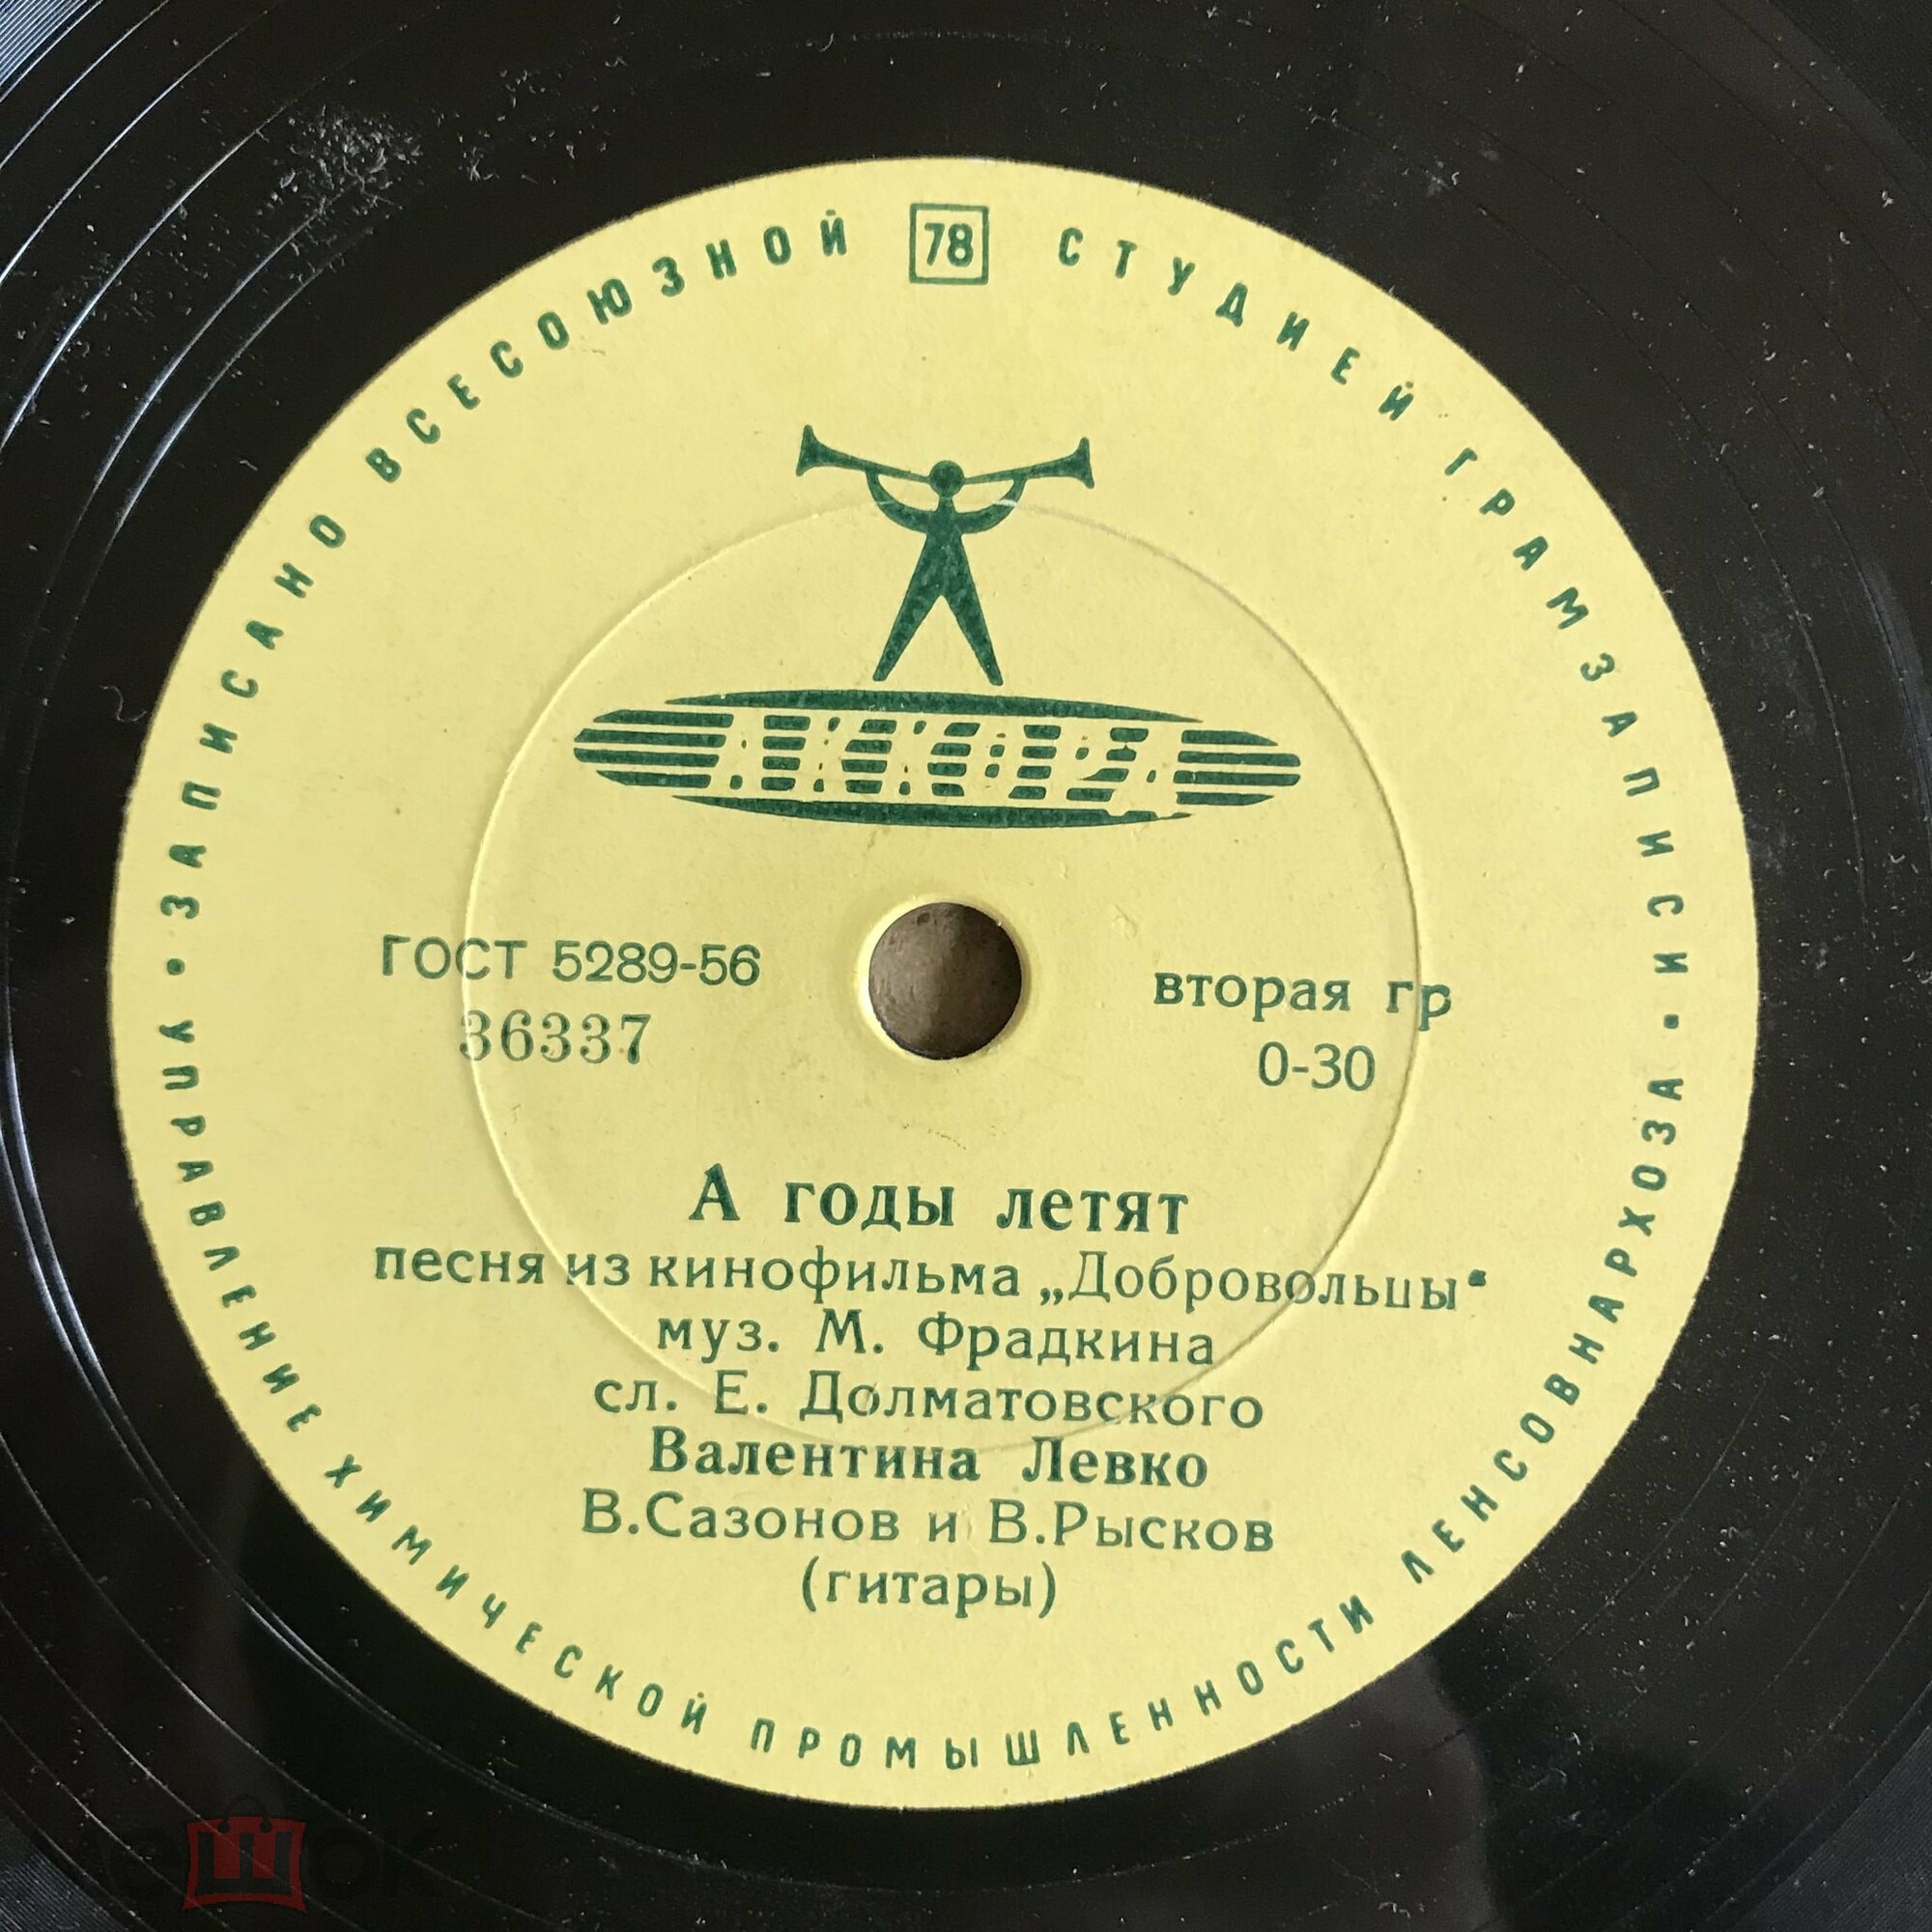 ЗАПИСАНО ВСЕСОЮЗНОЙ 78 СТУДИЕЙ ГРАМЗАПИСИ •
АККОРД
ГОСТ 5289-56
вторая гр
36337
0-30
А годы летят
песня из кинофильма „Добровольцы“
муз. М. Фрадкина
сл. Е. Долматовского
Валентина Левко
В.Сазонов и В.Рысков
(гитары)
УПРАВЛЕНИЕ ХИМИЧЕСКОЙ ПРОМЫШЛЕННОСТИ ЛЕНСОВНАРХОЗА •